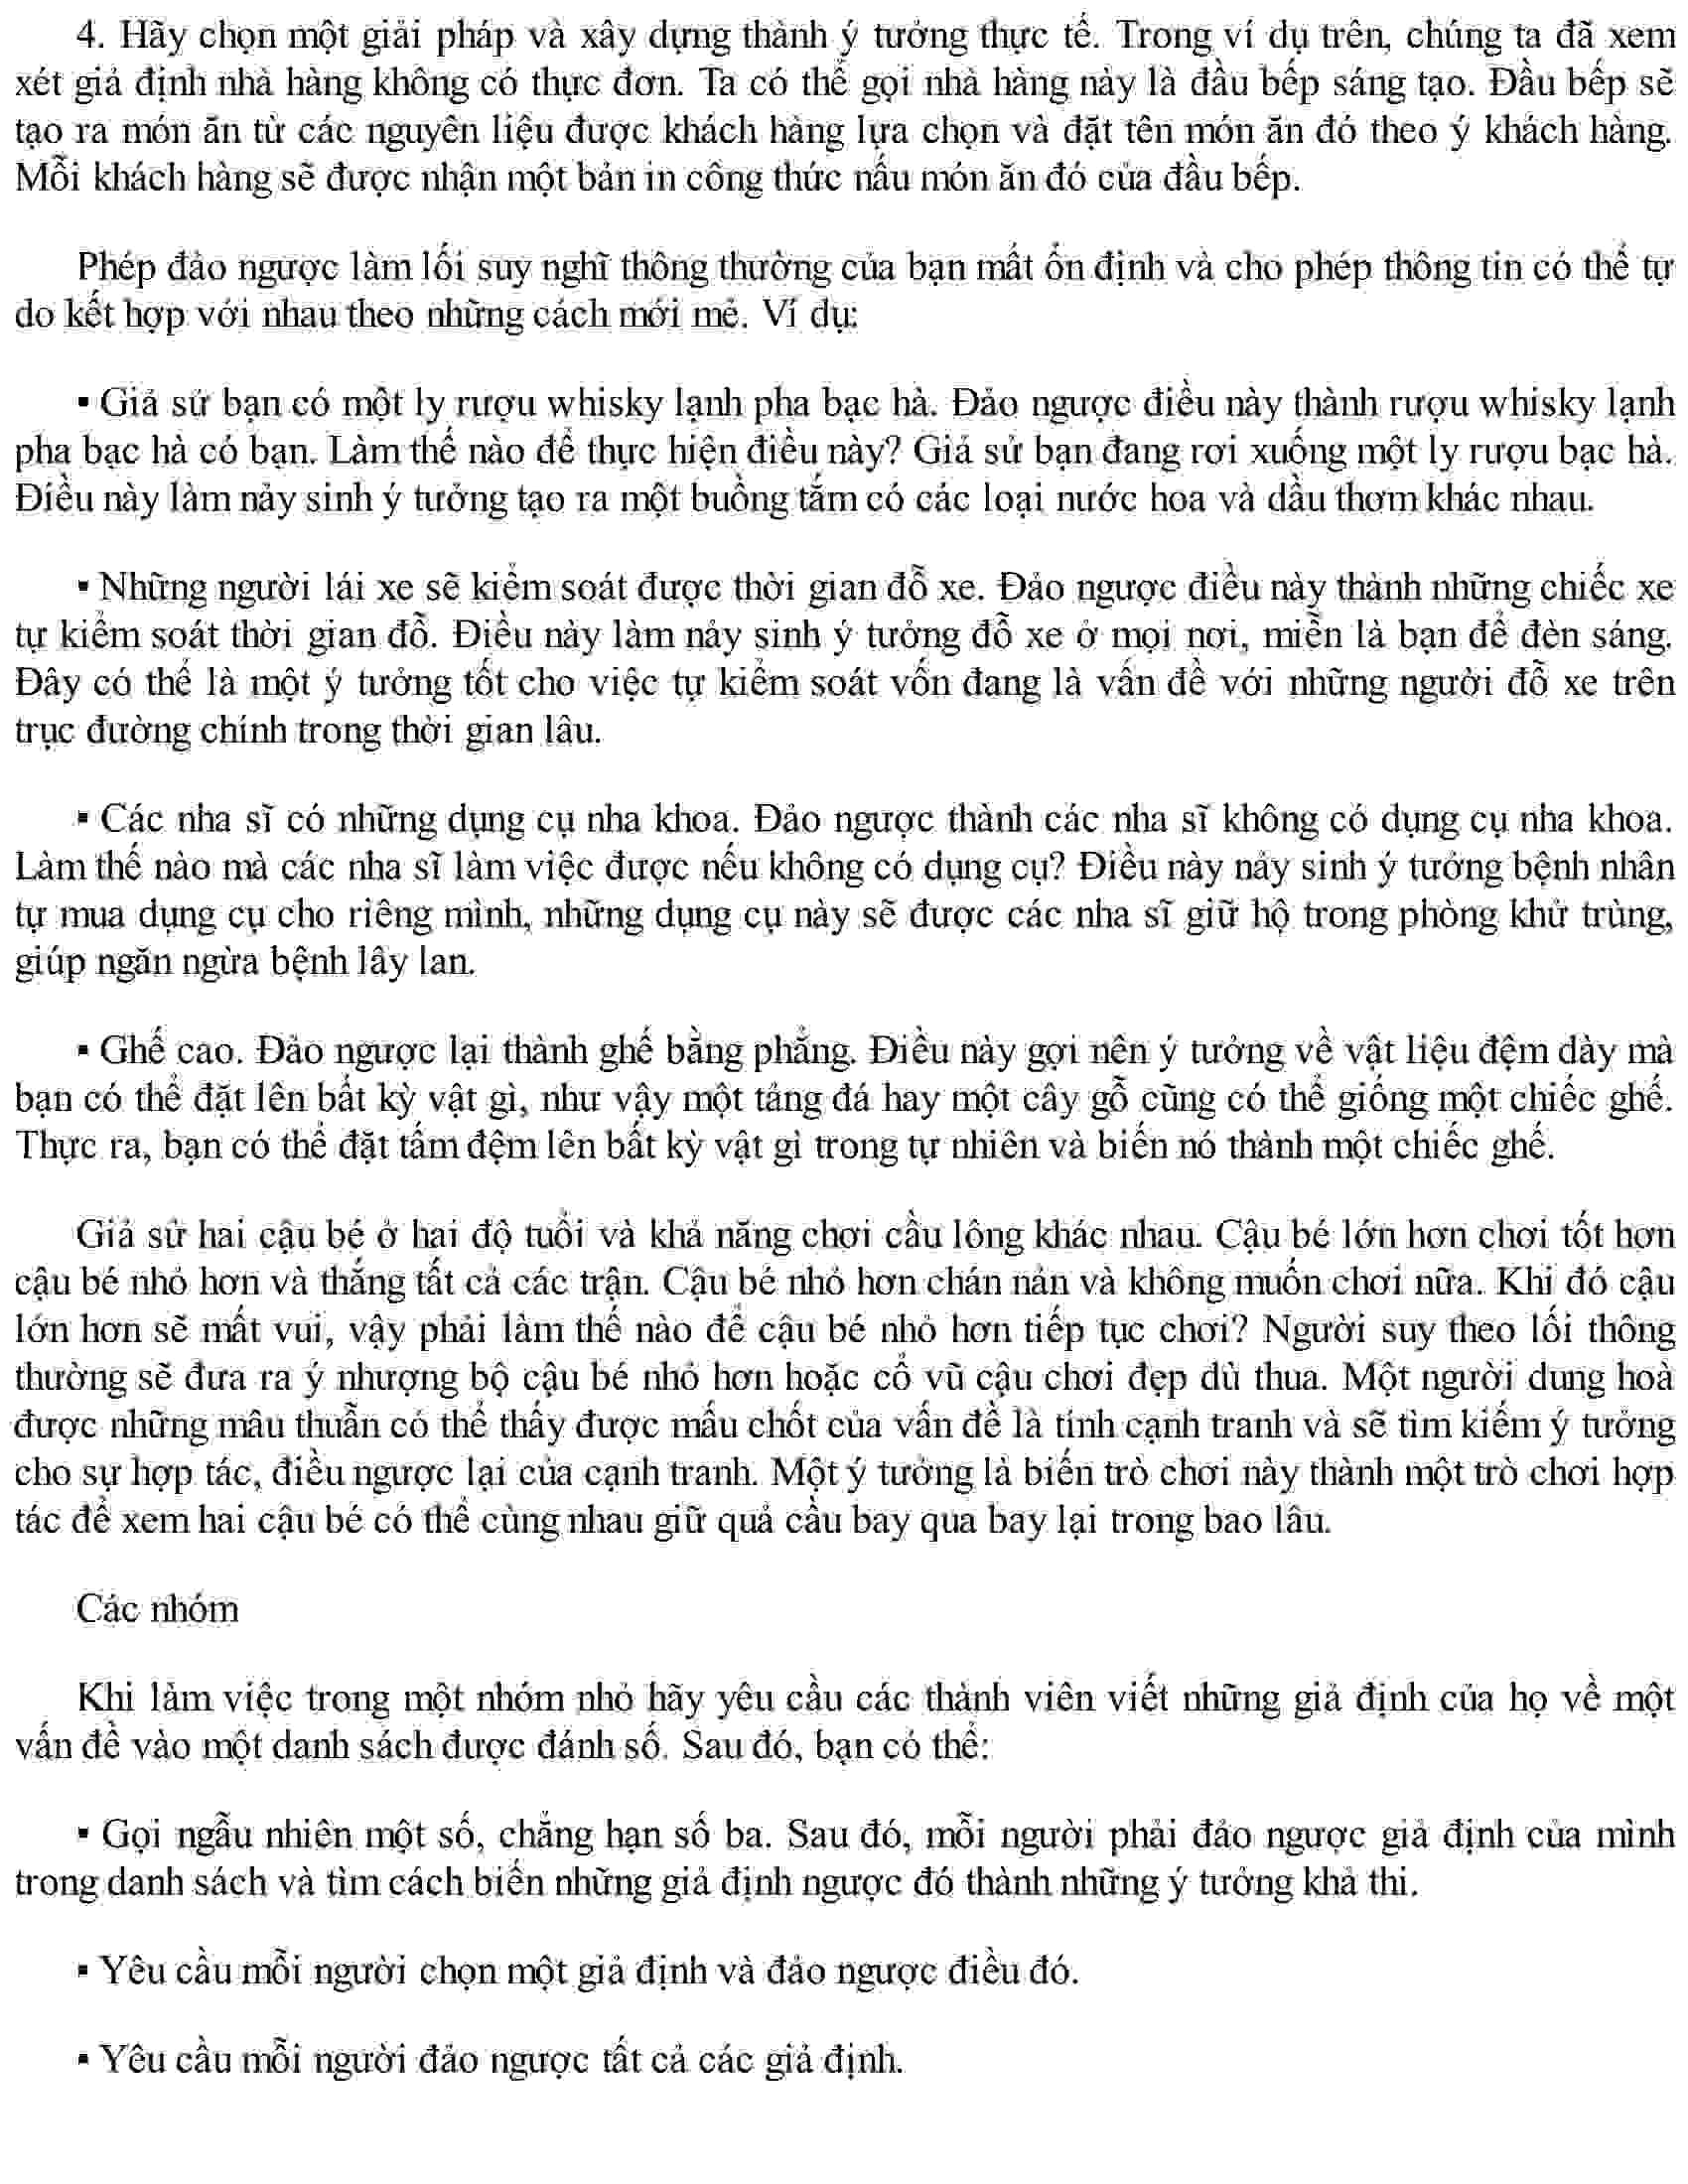 4. Hãy chọn một giải pháp và xây dựng thành ý tưởng thực tế. Trong ví dụ trên, chúng ta đã xem
xét giả định nhà hàng không có thực đơn. Ta có thể gọi nhà hàng này là đầu bếp sáng tạo. Đầu bếp sẽ
tạo ra món ăn từ các nguyên liệu được khách hàng lựa chọn và đặt tên món ăn đó theo ý khách hàng.
Mỗi khách hàng sẽ được nhận một bản in công thức nấu món ăn đó của đầu bếp.
Phép đảo ngược làm lối suy nghĩ thông thường của bạn mất ổn định và cho phép thông tin có thể tự
do kết hợp với nhau theo những cách mới mẻ. Ví dụ:
▪ Giả sử bạn có một ly rượu whisky lạnh pha bạc hà. Đảo ngược điều này thành rượu whisky lạnh
pha bạc hà có bạn. Làm thế nào để thực hiện điều này? Giả sử bạn đang rơi xuống một ly rượu bạc hà.
Điều này làm nảy sinh ý tưởng tạo ra một buồng tắm có các loại nước hoa và dầu thơm khác nhau.
▪ Những người lái xe sẽ kiểm soát được thời gian đỗ xe. Đảo ngược điều này thành những chiếc xe
tự kiểm soát thời gian đỗ. Điều này làm nảy sinh ý tưởng đỗ xe ở mọi nơi, miễn là bạn để đèn sáng.
Đây có thể là một ý tưởng tốt cho việc tự kiểm soát vốn đang là vấn đề với những người đỗ xe trên
trục đường chính trong thời gian lâu.
▪ Các nha sĩ có những dụng cụ nha khoa. Đảo ngược thành các nha sĩ không có dụng cụ nha khoa.
Làm thế nào mà các nha sĩ làm việc được nếu không có dụng cụ? Điều này nảy sinh ý tưởng bệnh nhân
tự mua dụng cụ cho riêng mình, những dụng cụ này sẽ được các nha sĩ giữ hộ trong phòng khử trùng,
giúp ngăn ngừa bệnh lây lan.
▪ Ghế cao. Đảo ngược lại thành ghế bằng phẳng. Điều này gợi nên ý tưởng về vật liệu đệm dày mà
bạn có thể đặt lên bất kỳ vật gì, như vậy một tảng đá hay một cây gỗ cũng có thể giống một chiếc ghế.
Thực ra, bạn có thể đặt tấm đệm lên bất kỳ vật gì trong tự nhiên và biến nó thành một chiếc ghế.
Giả sử hai cậu bé ở hai độ tuổi và khả năng chơi cầu lông khác nhau. Cậu bé lớn hơn chơi tốt hơn
cậu bé nhỏ hơn và thắng tất cả các trận. Cậu bé nhỏ hơn chán nản và không muốn chơi nữa. Khi đó cậu
lớn hơn sẽ mất vui, vậy phải làm thế nào để cậu bé nhỏ hơn tiếp tục chơi? Người suy theo lối thông
thường sẽ đưa ra ý nhượng bộ cậu bé nhỏ hơn hoặc cổ vũ cậu chơi đẹp dù thua. Một người dung hoà
được những mâu thuẫn có thể thấy được mấu chốt của vấn đề là tính cạnh tranh và sẽ tìm kiếm ý tưởng
cho sự hợp tác, điều ngược lại của cạnh tranh. Một ý tưởng là biến trò chơi này thành một trò chơi hợp
tác để xem hai cậu bé có thể cùng nhau giữ quả cầu bay qua bay lại trong bao lâu.
Các nhóm
Khi làm việc trong một nhóm nhỏ hãy yêu cầu các thành viên viết những giả định của họ về một
vấn đề vào một danh sách được đánh số. Sau đó, bạn có thể:
▪ Gọi ngẫu nhiên một số, chẳng hạn số ba. Sau đó, mỗi người phải đảo ngược giả định của mình
trong danh sách và tìm cách biến những giả định ngược đó thành những ý tưởng khả thi.
▪ Yêu cầu mỗi người chọn một giả định và đảo ngược điều đó.
▪ Yêu cầu mỗi người đảo ngược tất cả các giả định.